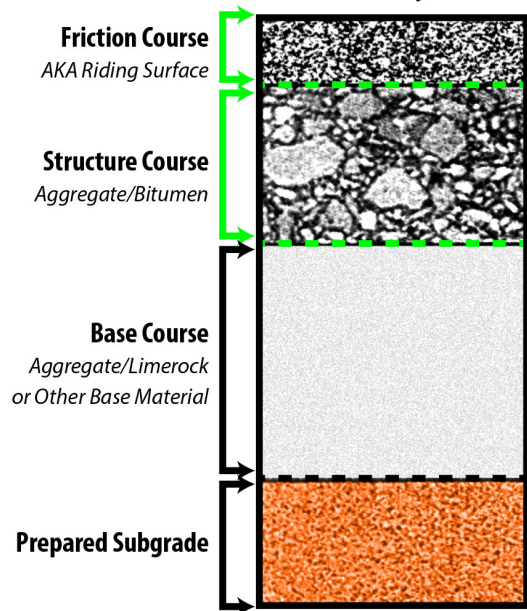 Friction Course
AKA Riding Surface
Structure Course
Aggregate/Bitumen
Base Course
Aggregate/Limerock
or Other Base Material
Prepared Subgrade